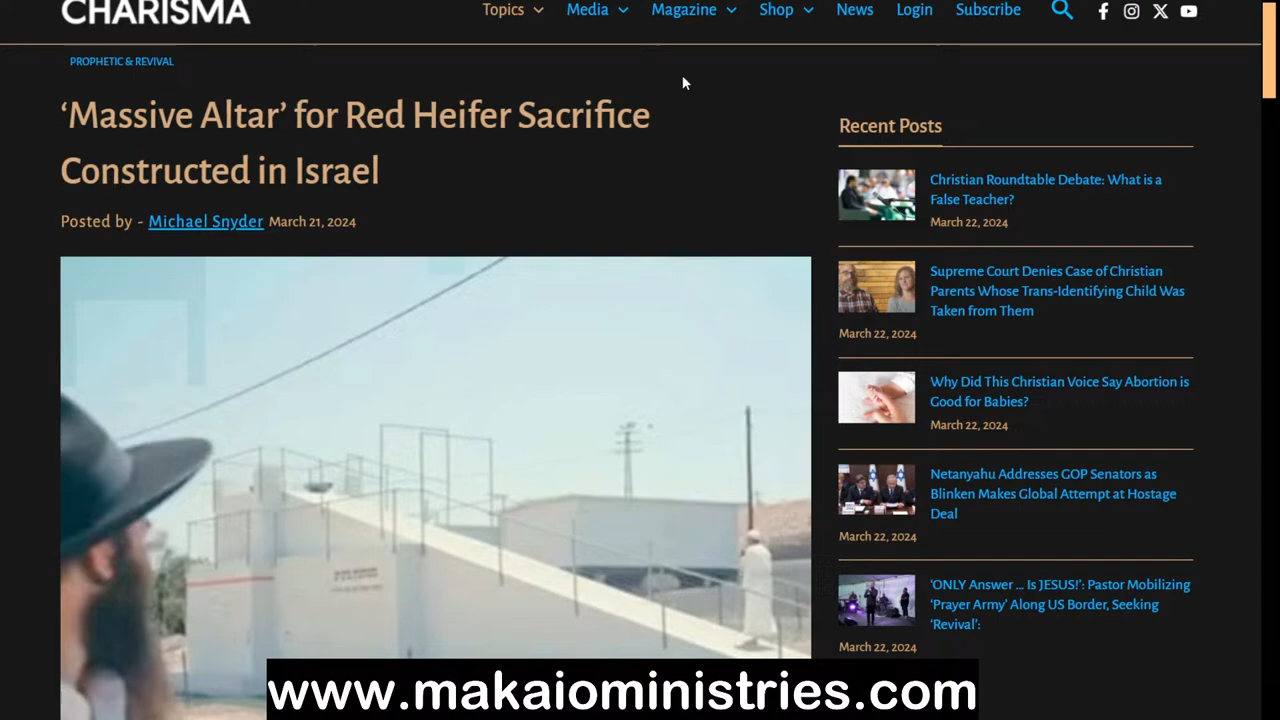 CHARISMA
Topics Media Magazine Shop News Login Subscribe
PROPHETIC & REVIVAL
‘Massive Altar’ for Red Heifer Sacrifice
Constructed in Israel
Posted by - Michael Snyder March 21, 2024
Recent Posts
Christian Roundtable Debate: What is a
False Teacher?
March 22, 2024
Supreme Court Denies Case of Christian
Parents Whose Trans-Identifying Child Was
Taken from Them
March 22, 2024
Why Did This Christian Voice Say Abortion is
Good for Babies?
March 22, 2024
Netanyahu Addresses GOP Senators as
Blinken Makes Global Attempt at Hostage
Deal
March 22, 2024
‘ONLY Answer … Is JESUS!’: Pastor Mobilizing
‘Prayer Army’ Along US Border, Seeking
‘Revival’:
March 22, 2024
www.makaioministries.com